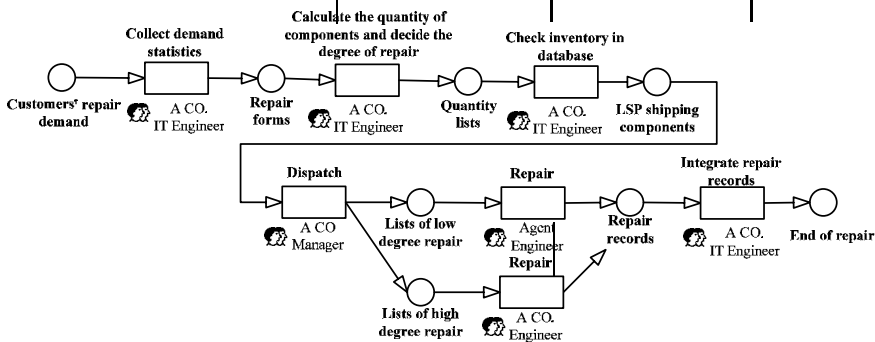 Collect demand
statistics
Calculate the quantity of
components and decide the
degree of repair
Check inventory in
database
Customers' repair
demand
A CO.
IT Engineer
Repair
forms
A CO.
IT Engineer
Quantity
lists
A CO.
IT Engineer
LSP shipping
components
Dispatch
Repair
Integrate repair
records
A CO
Manager
Lists of low
degree repair
Agent
Engineer
Repair
records
A CO.
IT Engineer
End of repair
Repair
Lists of high
degree repair
A CO.
Engineer